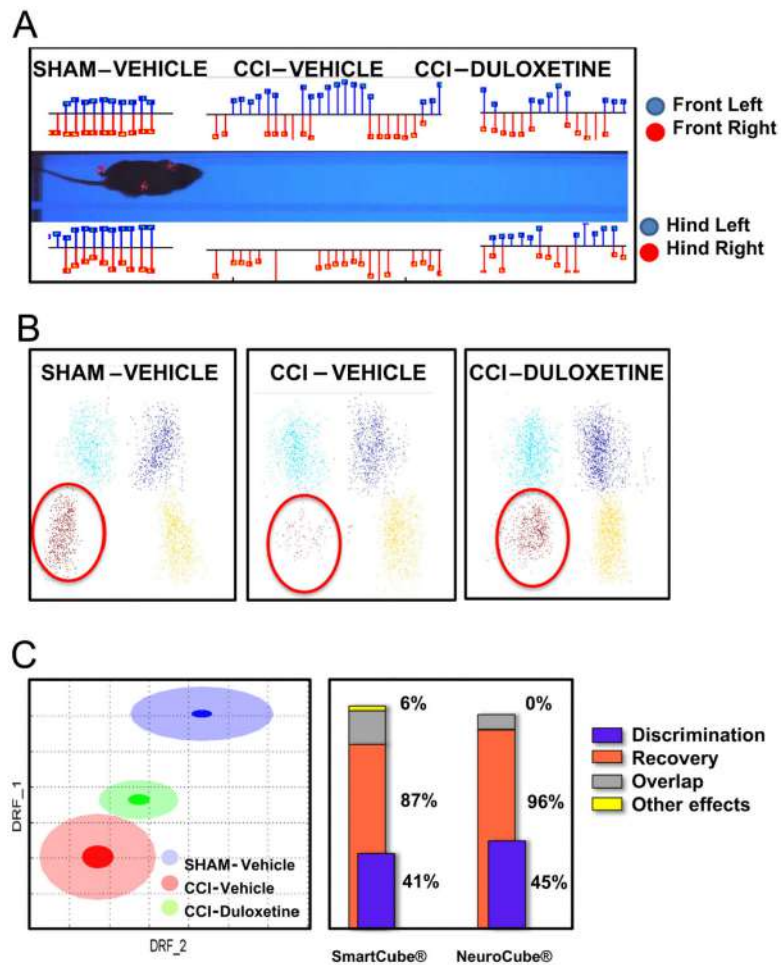 A
SHAM–VEHICLE CCI–VEHICLE CCI–DULOXETINE
Front Left
Front Right
Hind Left
Hind Right
B
SHAM –VEHICLE CCI – VEHICLE CCI–DULOXETINE
C
DRF_1
SHAM-Vehicle
CCI-Vehicle
CCI-Duloxetine
DRF_2
6%
87%
41%
SmartCube®
0%
96%
45%
NeuroCube®
Discrimination
Recovery
Overlap
Other effects